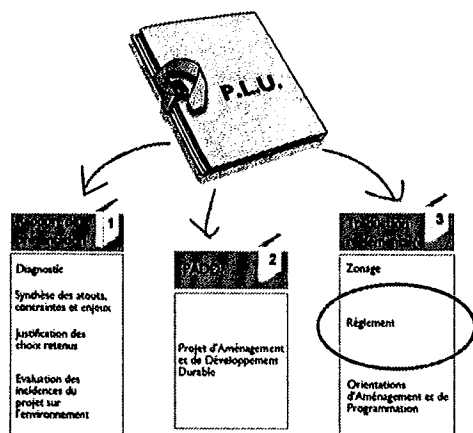 P.L.U.
1
Diagnostic
Synthèse des atouts,
contraintes et enjeux
Justification des
choix retenus
Evaluation des
incidences du
projet sur
l'environnement
2
PADD
Projet d'Aménagement
et de Développement
Durable
3
Zonage
Règlement
Orientations
d'Aménagement et de
Programmation